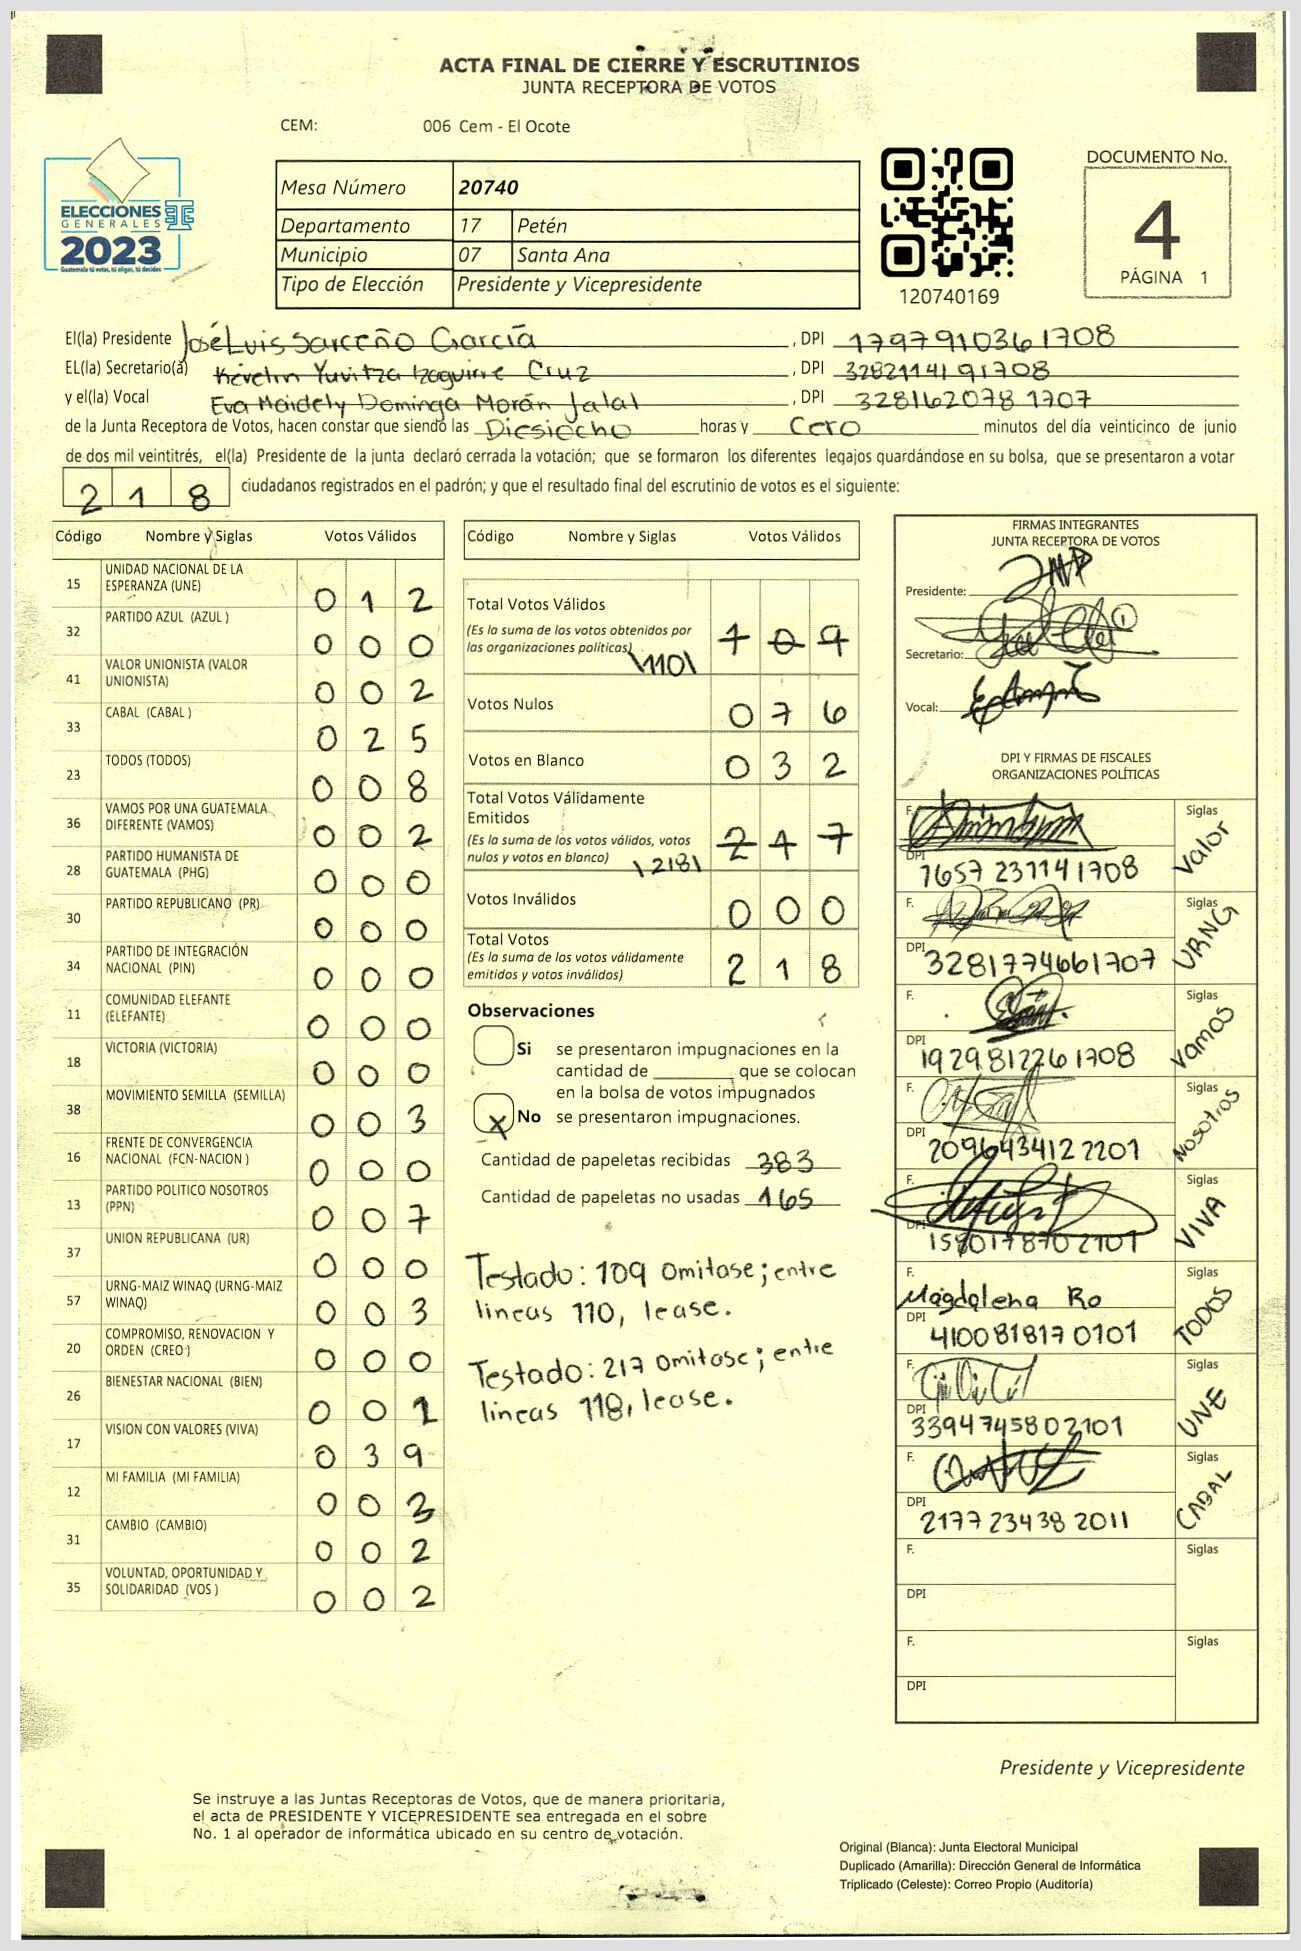 ACTA FINAL DE CIERRE Y ESCRUTINIOS
JUNTA RECEPTORA DE VOTOS
CEM: 006 Cem - El Ocote
ELECCIONES
GENERALES
2023
Guatemala tú votas, tú eliges, tú decides
Mesa Número 20740
Departamento 17 Petén
Municipio 07 Santa Ana
Tipo de Elección Presidente y Vicepresidente
120740169
DOCUMENTO No.
4
PÁGINA 1
El(la) Presidente José Luis Sarceño García , DPI 1797910361708
EL(la) Secretario(a) Kevelin Yuvitza Izaguirre Cruz , DPI 3282114191708
y el(la) Vocal Eva Maidely Dominga Morán Jalal , DPI 3281620781707
de la Junta Receptora de Votos, hacen constar que siendo las Diesiocho horas y Cero minutos del día veinticinco de junio
de dos mil veintitrés, el(la) Presidente de la junta declaró cerrada la votación; que se formaron los diferentes legajos guardándose en su bolsa, que se presentaron a votar
2 1 8 ciudadanos registrados en el padrón; y que el resultado final del escrutinio de votos es el siguiente:
Código Nombre y Siglas Votos Válidos
15 UNIDAD NACIONAL DE LA
ESPERANZA (UNE) 0 1 2
32 PARTIDO AZUL (AZUL ) 0 0 0
41 VALOR UNIONISTA (VALOR
UNIONISTA) 0 0 2
33 CABAL (CABAL ) 0 2 5
23 TODOS (TODOS) 0 0 8
36 VAMOS POR UNA GUATEMALA
DIFERENTE (VAMOS) 0 0 2
28 PARTIDO HUMANISTA DE
GUATEMALA (PHG) 0 0 0
30 PARTIDO REPUBLICANO (PR) 0 0 0
34 PARTIDO DE INTEGRACIÓN
NACIONAL (PIN) 0 0 0
11 COMUNIDAD ELEFANTE
(ELEFANTE) 0 0 0
18 VICTORIA (VICTORIA) 0 0 0
38 MOVIMIENTO SEMILLA (SEMILLA) 0 0 3
16 FRENTE DE CONVERGENCIA
NACIONAL (FCN-NACION ) 0 0 0
13 PARTIDO POLITICO NOSOTROS
(PPN) 0 0 7
37 UNION REPUBLICANA (UR) 0 0 0
57 URNG-MAIZ WINAQ (URNG-MAIZ
WINAQ) 0 0 3
20 COMPROMISO, RENOVACION Y
ORDEN (CREO ) 0 0 0
26 BIENESTAR NACIONAL (BIEN) 0 0 1
17 VISION CON VALORES (VIVA) 0 3 9
12 MI FAMILIA (MI FAMILIA) 0 0 3
31 CAMBIO (CAMBIO) 0 0 2
35 VOLUNTAD, OPORTUNIDAD Y
SOLIDARIDAD (VOS ) 0 0 2
Código Nombre y Siglas Votos Válidos
Total Votos Válidos
(Es la suma de los votos obtenidos por
las organizaciones políticas) 1 0 9
\110\
Votos Nulos 0 7 6
Votos en Blanco 0 3 2
Total Votos Válidamente
Emitidos
(Es la suma de los votos válidos, votos
nulos y votos en blanco) 2 4 7
\218\
Votos Inválidos 0 0 0
Total Votos
(Es la suma de los votos válidamente
emitidos y votos inválidos) 2 1 8
Observaciones
Si se presentaron impugnaciones en la
cantidad de ________ que se colocan
en la bolsa de votos impugnados
X No se presentaron impugnaciones.
Cantidad de papeletas recibidas 383
Cantidad de papeletas no usadas 165
Testado: 109 omitase; entre
lineas 110, lease.
Testado: 217 omitase; entre
lineas 118, lease.
FIRMAS INTEGRANTES
JUNTA RECEPTORA DE VOTOS
Presidente:
Secretario:
Vocal:
DPI Y FIRMAS DE FISCALES
ORGANIZACIONES POLÍTICAS
F. Siglas
DPI 1657 23114 1708 Valor
F. Siglas
DPI 3281774661707 URNG
F. Siglas
DPI 1929812261708 Vamos
F. Siglas
DPI 2096434122201 Nosotros
F. Siglas
DPI 1580178702101 VIVA
F. Magdalena Ro Siglas
DPI 4100818170101 TODOS
F. Siglas
DPI 3394745802101 UNE
F. Siglas
DPI 2177 23438 2011 CABAL
F. Siglas
DPI
F. Siglas
DPI
Presidente y Vicepresidente
Se instruye a las Juntas Receptoras de Votos, que de manera prioritaria,
el acta de PRESIDENTE Y VICEPRESIDENTE sea entregada en el sobre
No. 1 al operador de informática ubicado en su centro de votación.
Original (Blanca): Junta Electoral Municipal
Duplicado (Amarilla): Dirección General de Informática
Triplicado (Celeste): Correo Propio (Auditoría)